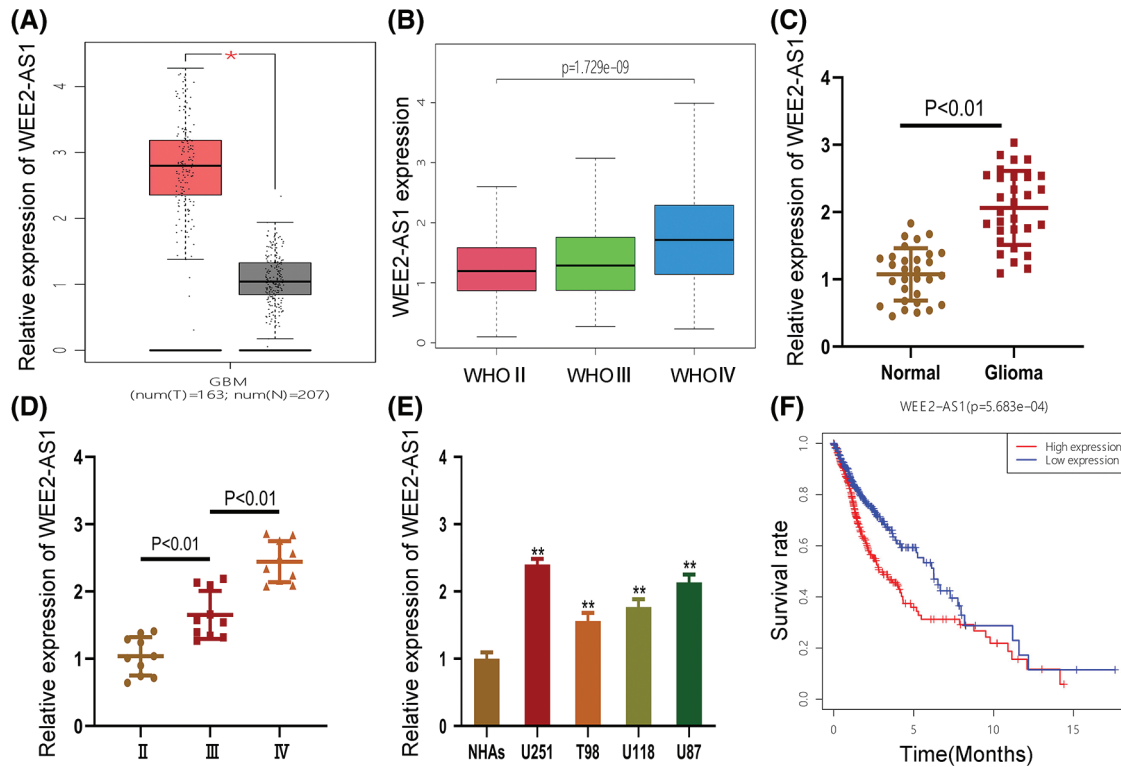 (A)
Relative expression of WEE2-AS1
4
3
2
1
0
*
GBM
(num(T)=163; num(N)=207)
(B)
WEE2-AS1 expression
4
3
2
1
0
p=1.729e-09
WHO II
WHO III
WHO IV
(C)
Relative expression of WEE2-AS1
4
3
2
1
0
P<0.01
Normal
Glioma
(D)
Relative expression of WEE2-AS1
4
3
2
1
0
P<0.01
P<0.01
II
III
IV
(E)
Relative expression of WEE2-AS1
4
3
2
1
0
**
**
**
**
NHAs
U251
T98
U118
U87
(F)
WEE2-AS1(p=5.683e-04)
Survival rate
1.0
0.8
0.6
0.4
0.2
0.0
High expression
Low expression
0
5
10
15
Time(Months)